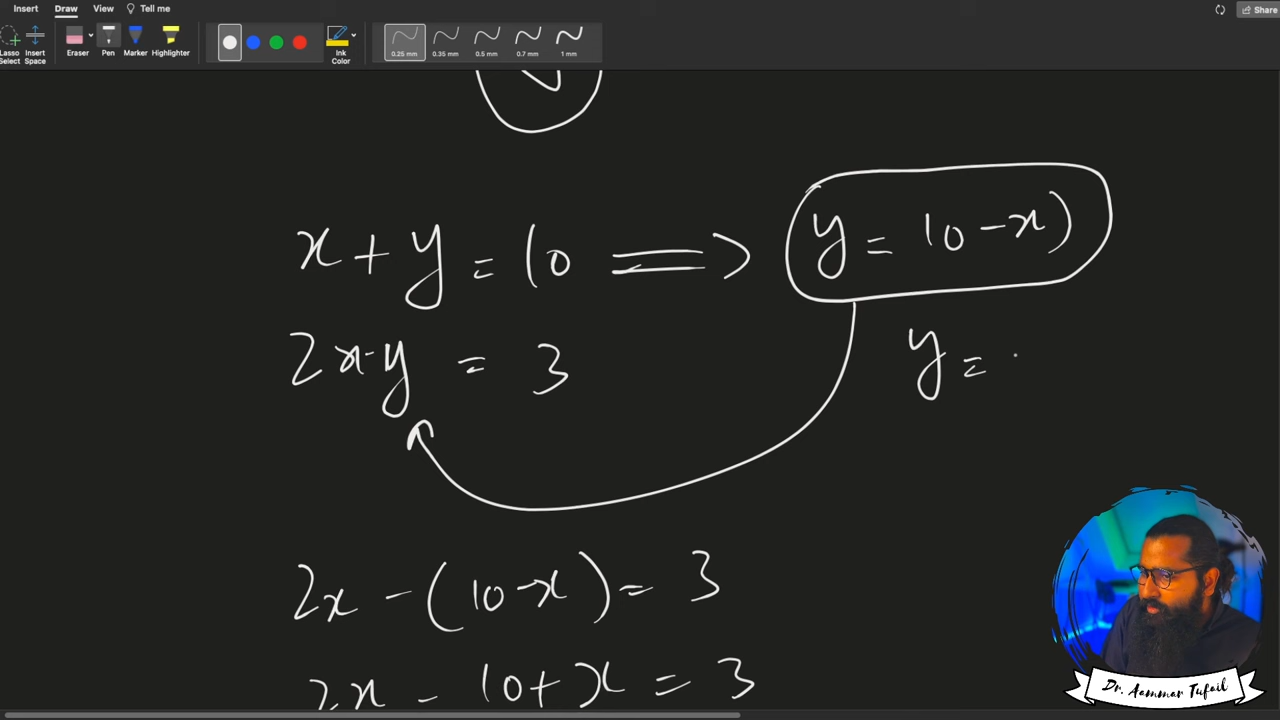 Insert Draw View Tell me Share
Lasso Select Insert Space Eraser Pen Marker Highlighter Ink Color 0.25 mm 0.35 mm 0.5 mm 0.7 mm 1 mm
x + y = 10 ⟹ y = 10 - x)
2x - y = 3
y =
2x - (10 - x) = 3
2x - 10 + x = 3
Dr. Aammar Tufail